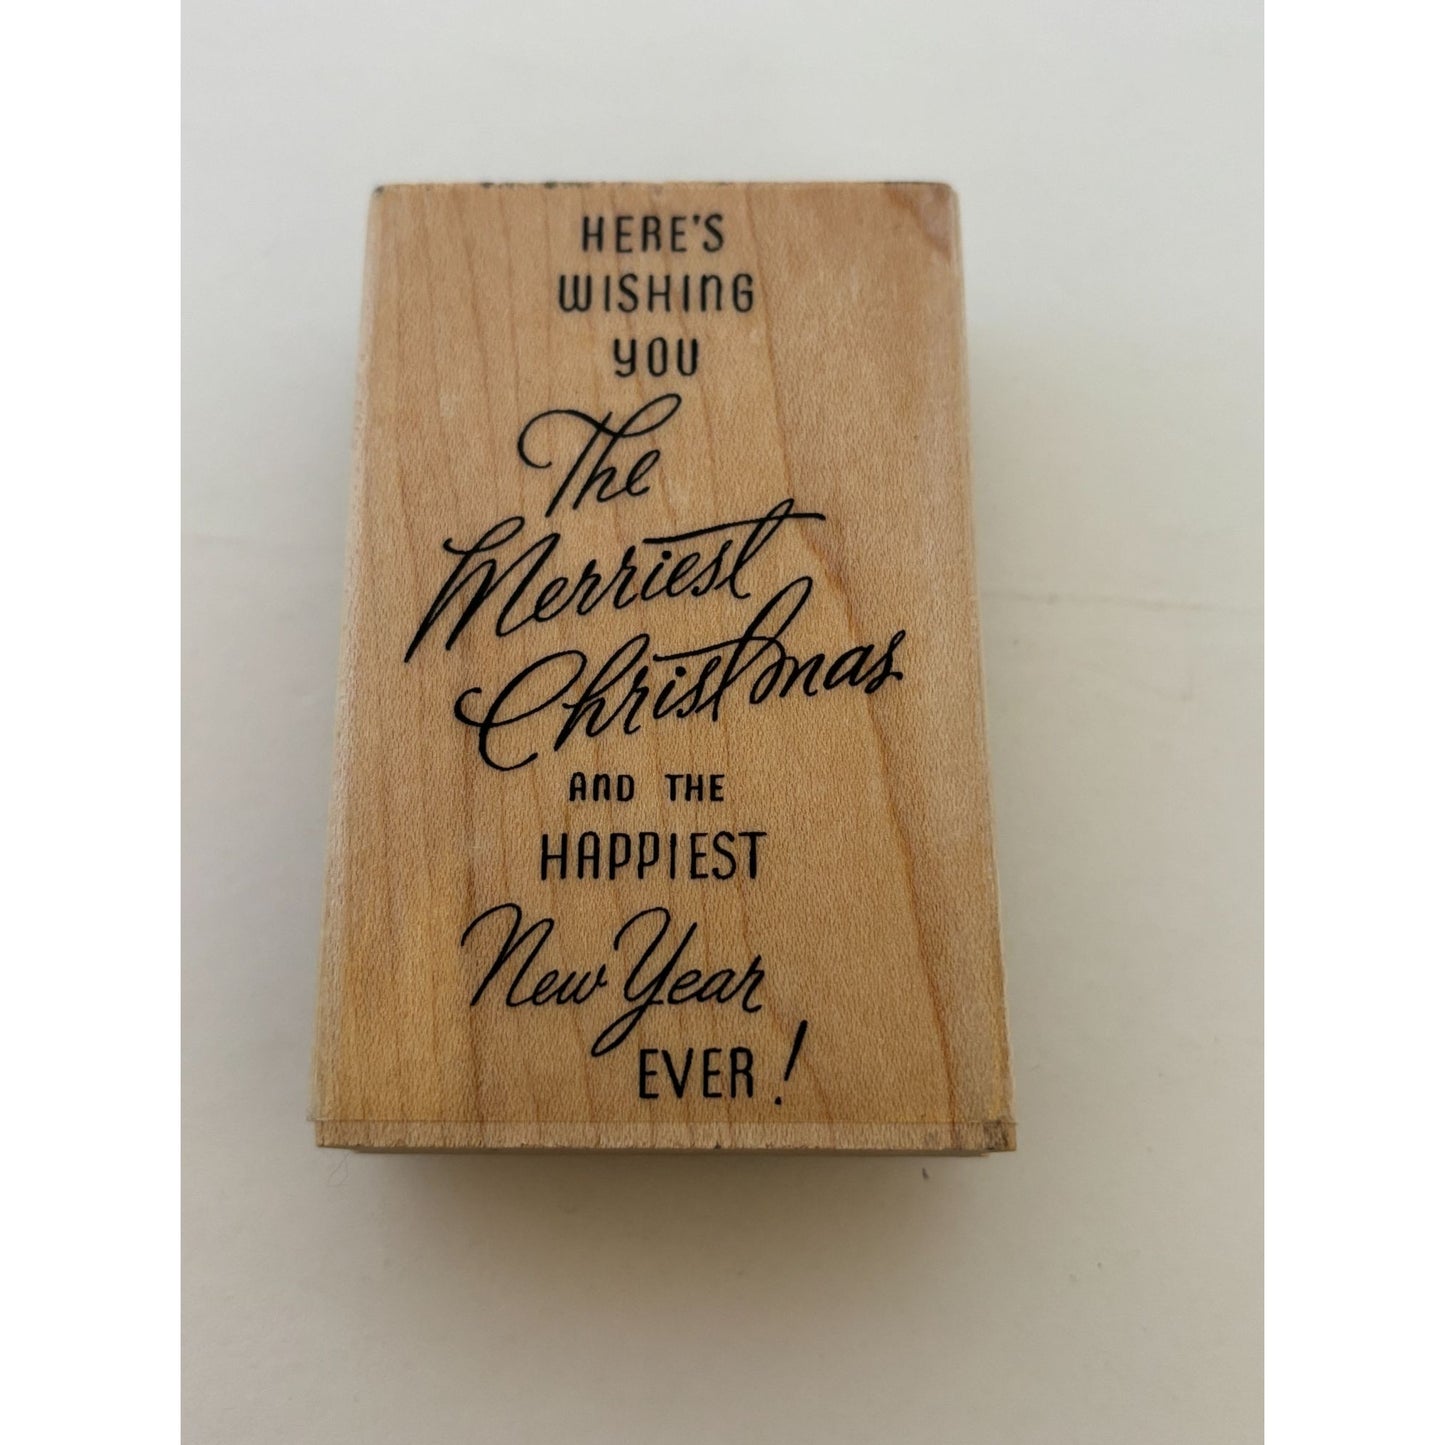 HERE'S
WISHING
YOU
The
Merriest
Christmas
AND THE
HAPPIEST
New Year
EVER!